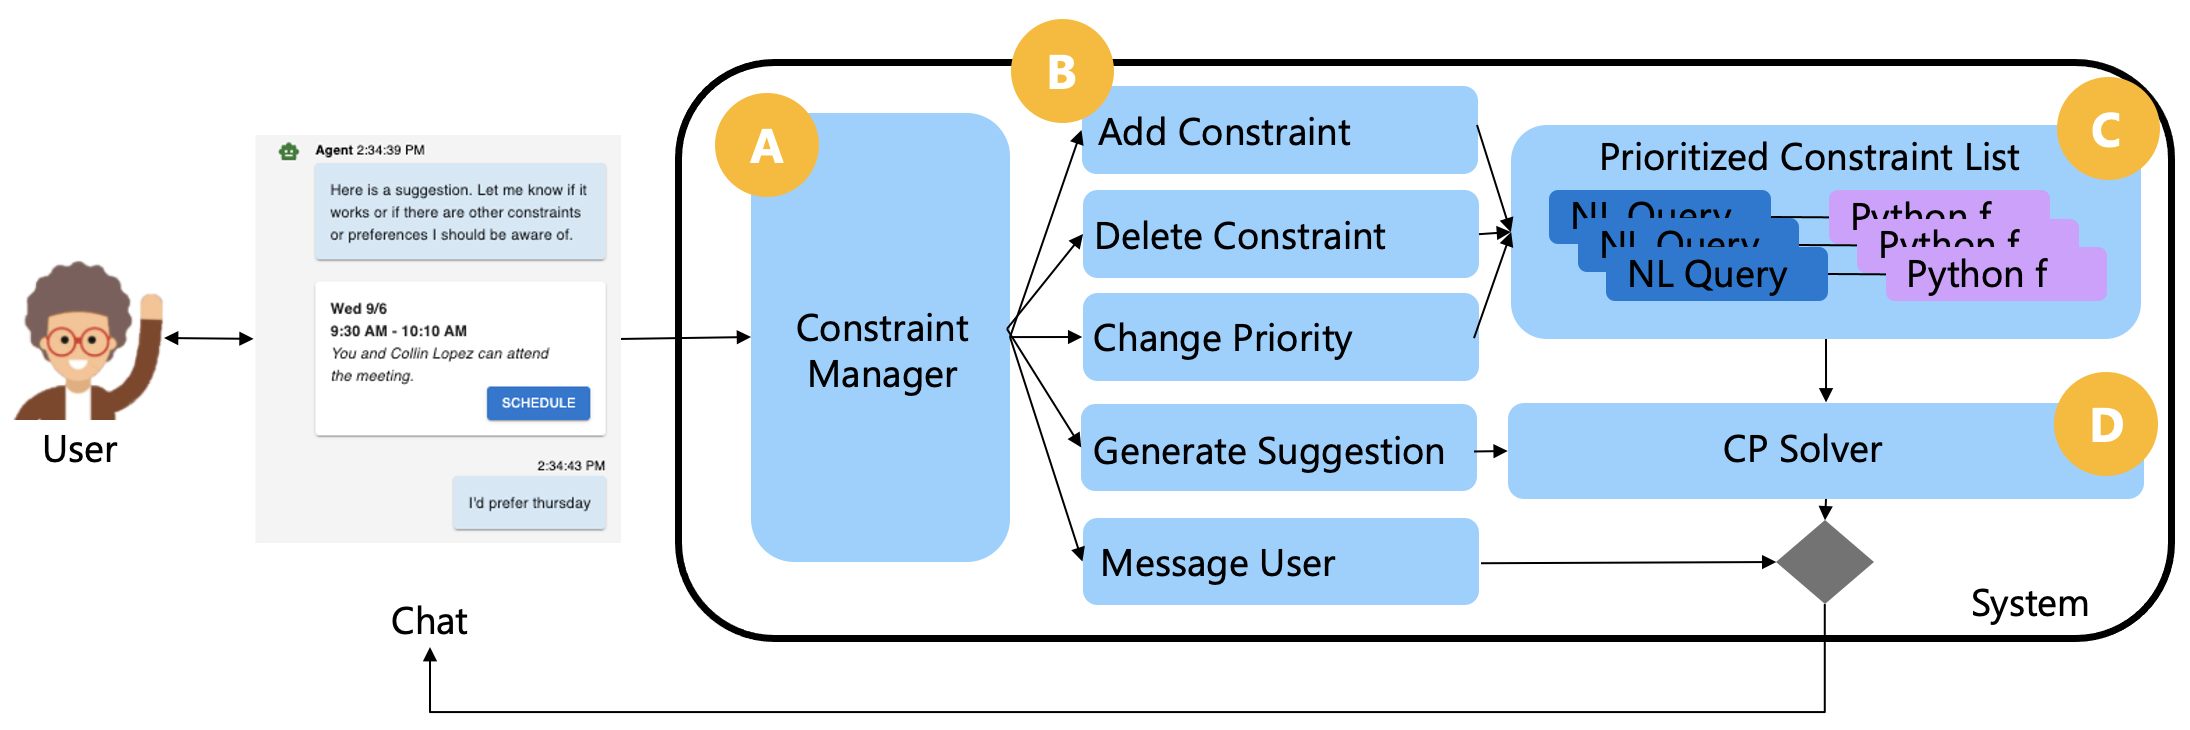 User
Agent 2:34:39 PM
Here is a suggestion. Let me know if it
works or if there are other constraints
or preferences I should be aware of.
Wed 9/6
9:30 AM - 10:10 AM
You and Collin Lopez can attend
the meeting.
SCHEDULE
2:34:43 PM
I'd prefer thursday
Chat
A
Constraint
Manager
B
Add Constraint
Delete Constraint
Change Priority
Generate Suggestion
Message User
C
Prioritized Constraint List
NL Query
Python f
NL Query
Python f
NL Query
Python f
D
CP Solver
System